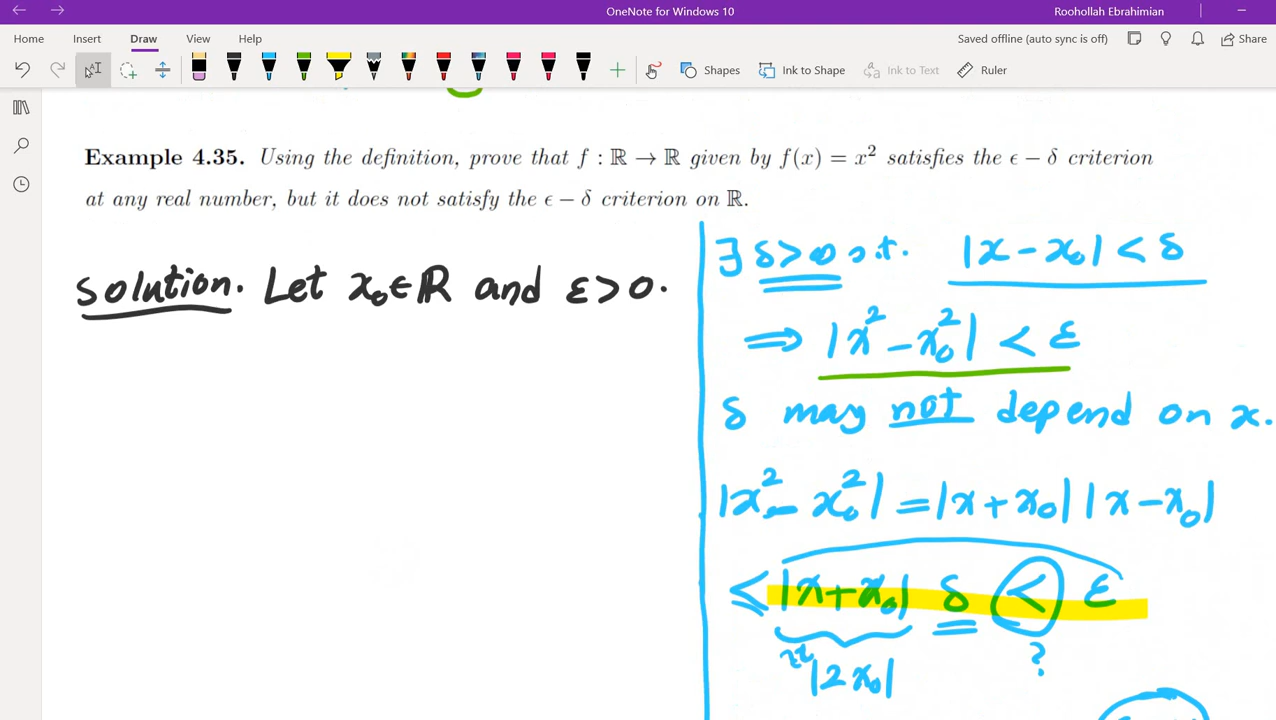 OneNote for Windows 10
Roohollah Ebrahimian
Home Insert Draw View Help
Saved offline (auto sync is off)
Share
Shapes
Ink to Shape
Ink to Text
Ruler
Example 4.35. Using the definition, prove that f : ℝ → ℝ given by f(x) = x² satisfies the ϵ − δ criterion
at any real number, but it does not satisfy the ϵ − δ criterion on ℝ.
Solution. Let x₀ ∈ ℝ and ε > 0.
∃ δ > 0 s.t. |x − x₀| < δ
⟹ |x² − x₀²| < ε
δ may not depend on x.
|x² − x₀²| = |x + x₀| |x − x₀|
≤ |x + x₀| δ < ε
≈ |2x₀|
?